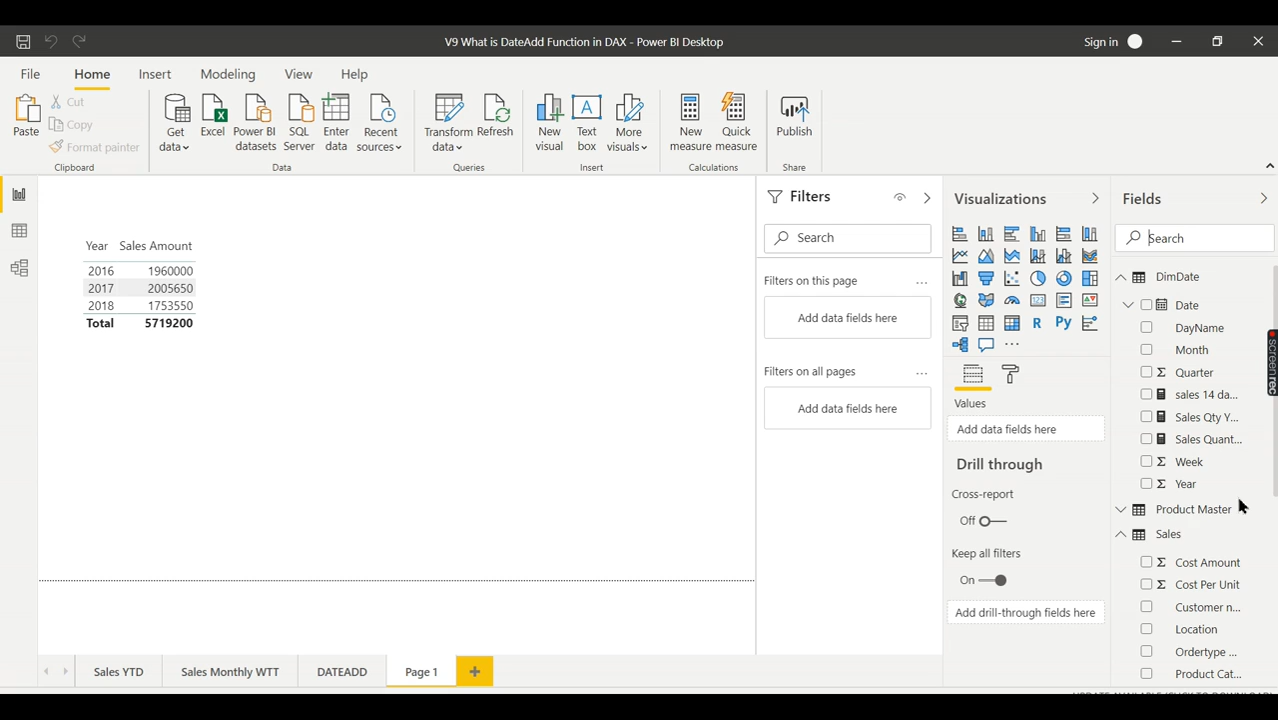 V9 What is DateAdd Function in DAX - Power BI Desktop
Sign in
File Home Insert Modeling View Help
Paste
Cut
Copy
Format painter
Get data
Excel
Power BI datasets
SQL Server
Enter data
Recent sources
Transform data
Refresh
New visual
Text box
More visuals
New measure
Quick measure
Publish
Clipboard Data Queries Insert Calculations Share
Year Sales Amount
2016 1960000
2017 2005650
2018 1753550
Total 5719200
Filters
Search
Filters on this page ...
Add data fields here
Filters on all pages ...
Add data fields here
Visualizations
R Py
...
Values
Add data fields here
Drill through
Cross-report
Off
Keep all filters
On
Add drill-through fields here
Fields
Search
DimDate
Date
DayName
Month
Σ Quarter
sales 14 da...
Sales Qty Y...
Sales Quant...
Σ Week
Σ Year
Product Master
Sales
Σ Cost Amount
Σ Cost Per Unit
Customer n...
Location
Ordertype ...
Product Cat...
screenrec
Sales YTD Sales Monthly WTT DATEADD Page 1 +